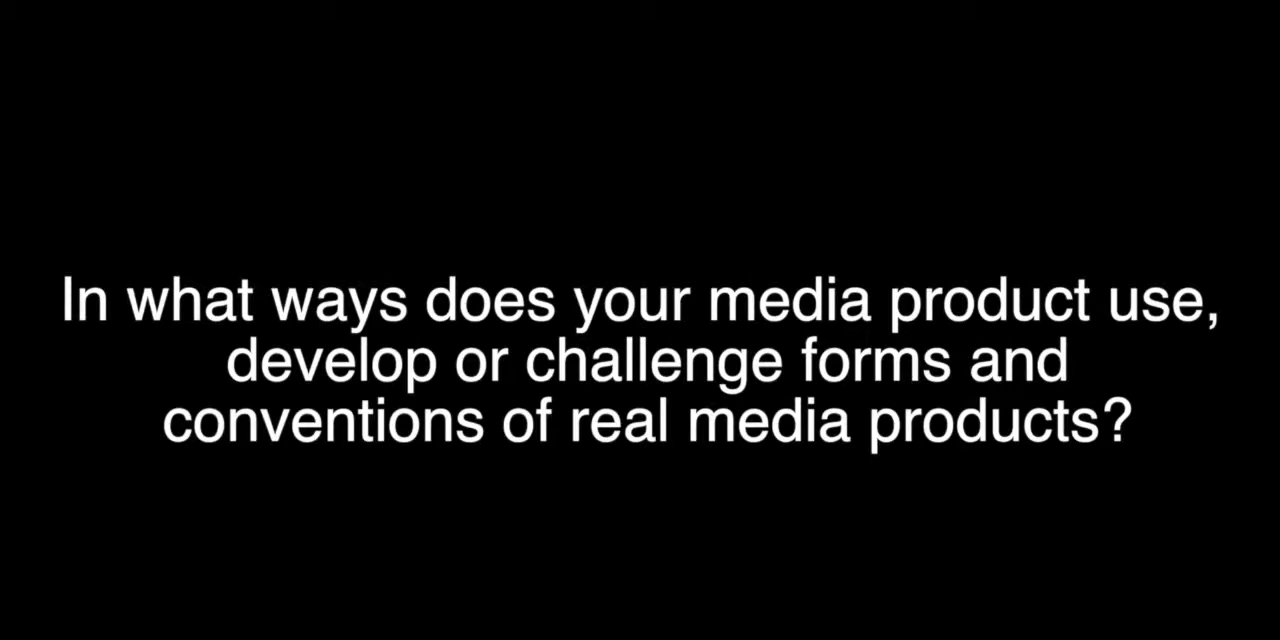 In what ways does your media product use,
develop or challenge forms and
conventions of real media products?